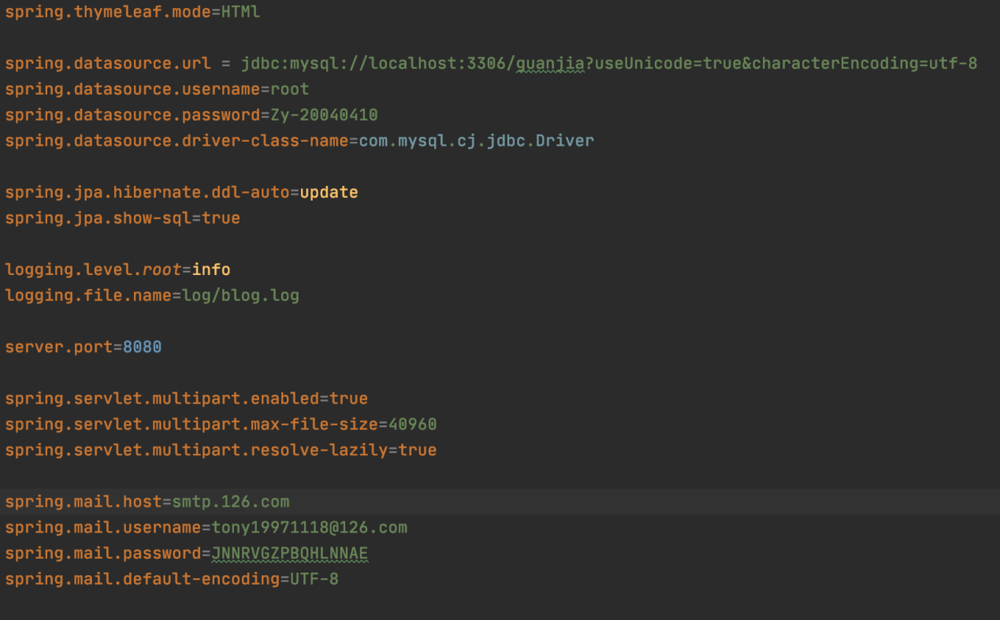 spring.thymeleaf.mode=HTMl
spring.datasource.url = jdbc:mysql://localhost:3306/guanjia?useUnicode=true&characterEncoding=utf-8
spring.datasource.username=root
spring.datasource.password=Zy-20040410
spring.datasource.driver-class-name=com.mysql.cj.jdbc.Driver
spring.jpa.hibernate.ddl-auto=update
spring.jpa.show-sql=true
logging.level.root=info
logging.file.name=log/blog.log
server.port=8080
spring.servlet.multipart.enabled=true
spring.servlet.multipart.max-file-size=40960
spring.servlet.multipart.resolve-lazily=true
spring.mail.host=smtp.126.com
spring.mail.username=tony19971118@126.com
spring.mail.password=JNNRVGZPBQHLNNAE
spring.mail.default-encoding=UTF-8